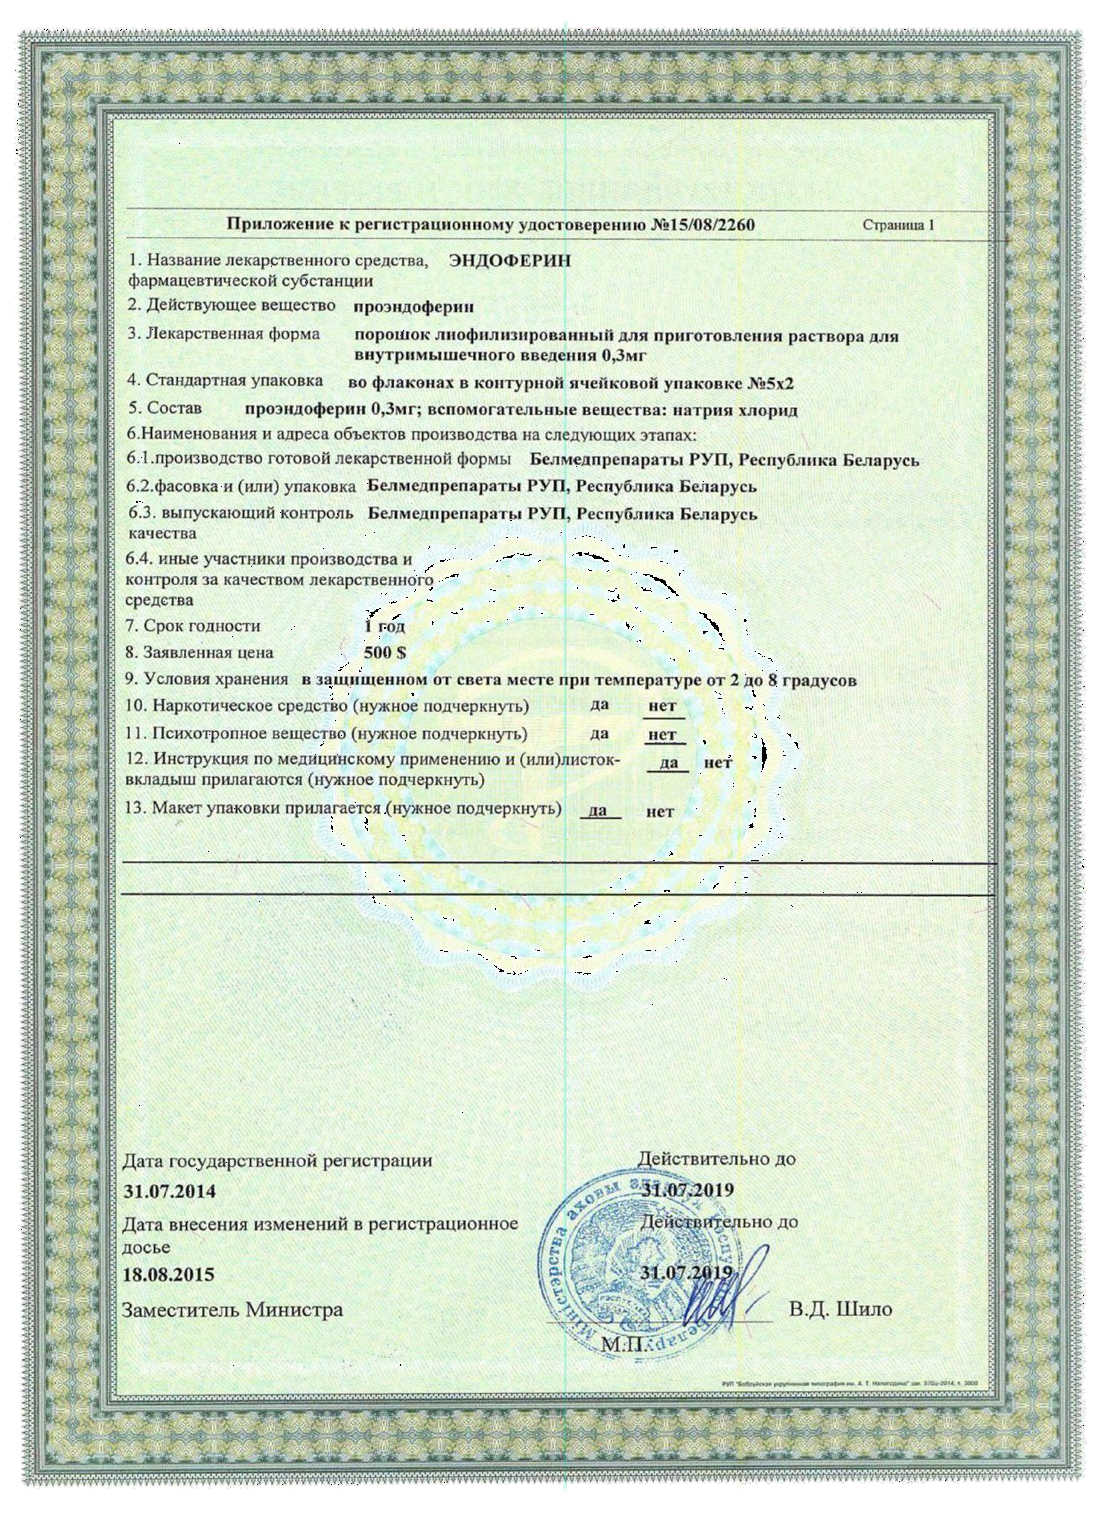 Приложение к регистрационному удостоверению №15/08/2260 Страница 1
1. Название лекарственного средства, ЭНДОФЕРИН
фармацевтической субстанции
2. Действующее вещество проэндоферин
3. Лекарственная форма порошок лиофилизированный для приготовления раствора для
внутримышечного введения 0,3мг
4. Стандартная упаковка во флаконах в контурной ячейковой упаковке №5х2
5. Состав проэндоферин 0,3мг; вспомогательные вещества: натрия хлорид
6.Наименования и адреса объектов производства на следующих этапах:
6.1.производство готовой лекарственной формы Белмедпрепараты РУП, Республика Беларусь
6.2.фасовка и (или) упаковка Белмедпрепараты РУП, Республика Беларусь
6.3. выпускающий контроль Белмедпрепараты РУП, Республика Беларусь
качества
6.4. иные участники производства и
контроля за качеством лекарственного
средства
7. Срок годности 1 год
8. Заявленная цена 500 $
9. Условия хранения в защищенном от света месте при температуре от 2 до 8 градусов
10. Наркотическое средство (нужное подчеркнуть) да нет
11. Психотропное вещество (нужное подчеркнуть) да нет
12. Инструкция по медицинскому применению и (или)листок- да нет
вкладыш прилагаются (нужное подчеркнуть)
13. Макет упаковки прилагается (нужное подчеркнуть) да нет
Дата государственной регистрации Действительно до
31.07.2014 31.07.2019
Дата внесения изменений в регистрационное Действительно до
досье
18.08.2015 31.07.2019
Заместитель Министра В.Д. Шило
М.П.
Міністэрства аховы Беларусь
РУП "Бобруйская укрупненная типография им. А. Т. Непогодина" зак. 2014, т. 3000